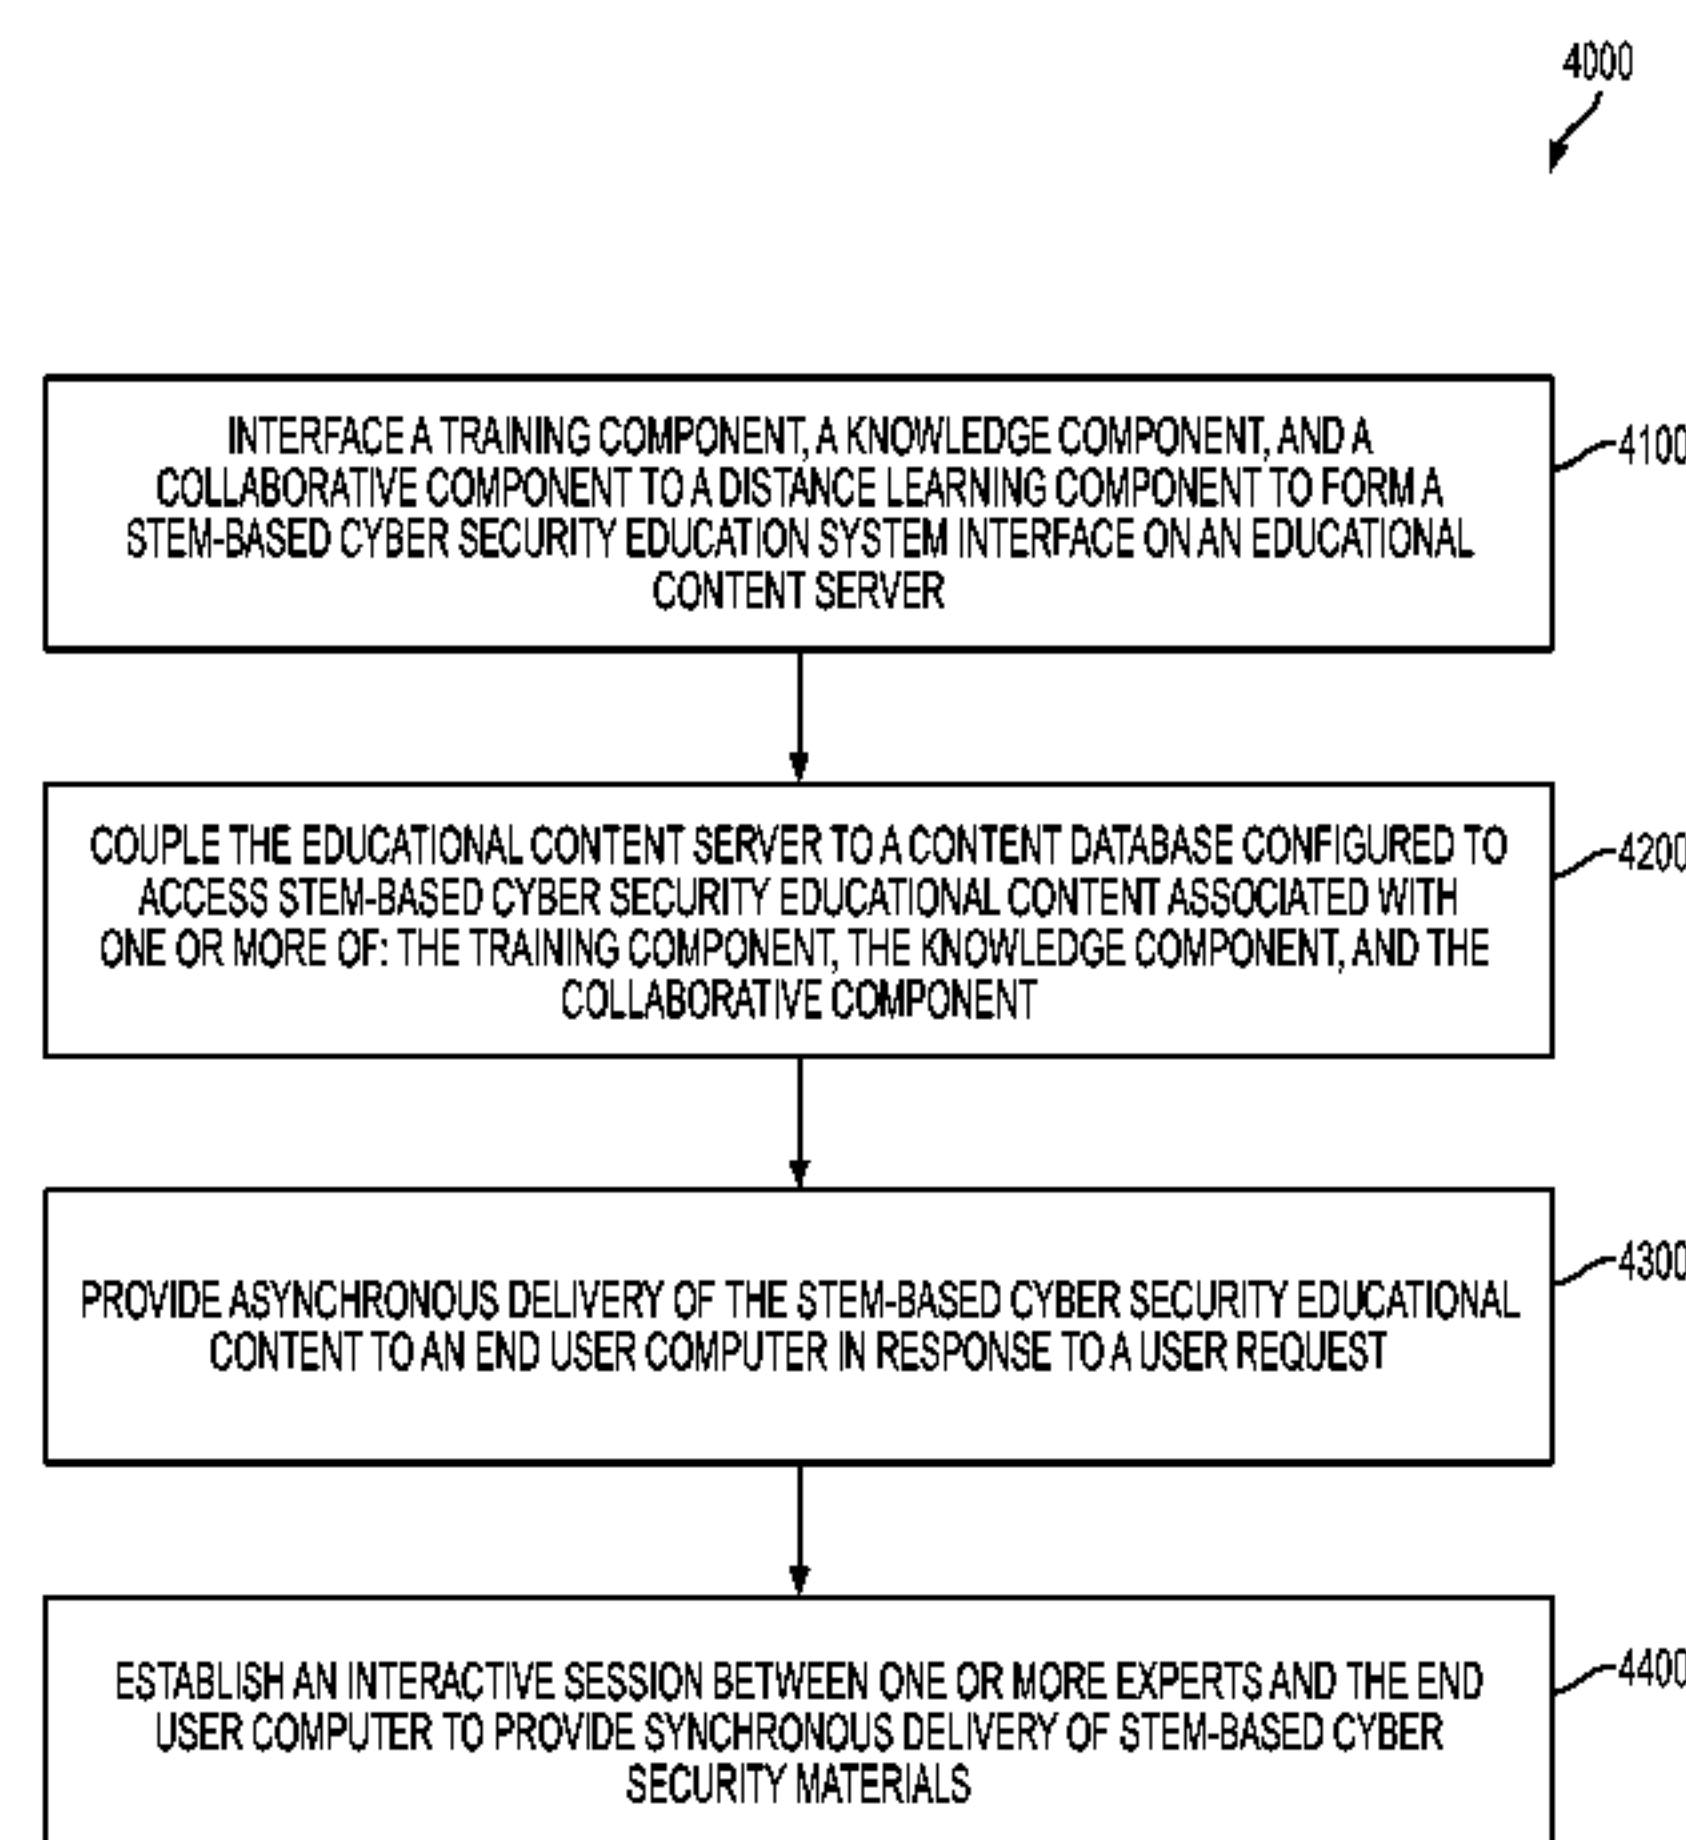 4000
INTERFACE A TRAINING COMPONENT, A KNOWLEDGE COMPONENT, AND A
COLLABORATIVE COMPONENT TO A DISTANCE LEARNING COMPONENT TO FORM A
STEM-BASED CYBER SECURITY EDUCATION SYSTEM INTERFACE ON AN EDUCATIONAL
CONTENT SERVER
4100
COUPLE THE EDUCATIONAL CONTENT SERVER TO A CONTENT DATABASE CONFIGURED TO
ACCESS STEM-BASED CYBER SECURITY EDUCATIONAL CONTENT ASSOCIATED WITH
ONE OR MORE OF: THE TRAINING COMPONENT, THE KNOWLEDGE COMPONENT, AND THE
COLLABORATIVE COMPONENT
4200
PROVIDE ASYNCHRONOUS DELIVERY OF THE STEM-BASED CYBER SECURITY EDUCATIONAL
CONTENT TO AN END USER COMPUTER IN RESPONSE TO A USER REQUEST
4300
ESTABLISH AN INTERACTIVE SESSION BETWEEN ONE OR MORE EXPERTS AND THE END
USER COMPUTER TO PROVIDE SYNCHRONOUS DELIVERY OF STEM-BASED CYBER
SECURITY MATERIALS
4400